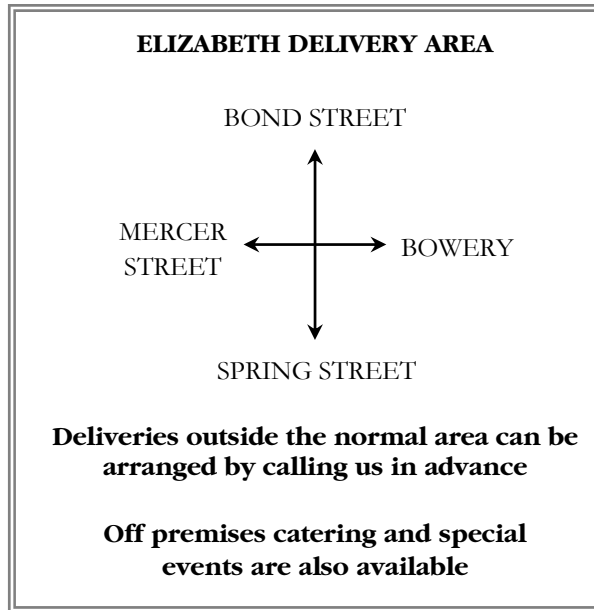 ELIZABETH DELIVERY AREA
BOND STREET
MERCER
STREET
BOWERY
SPRING STREET
Deliveries outside the normal area can be
arranged by calling us in advance
Off premises catering and special
events are also available